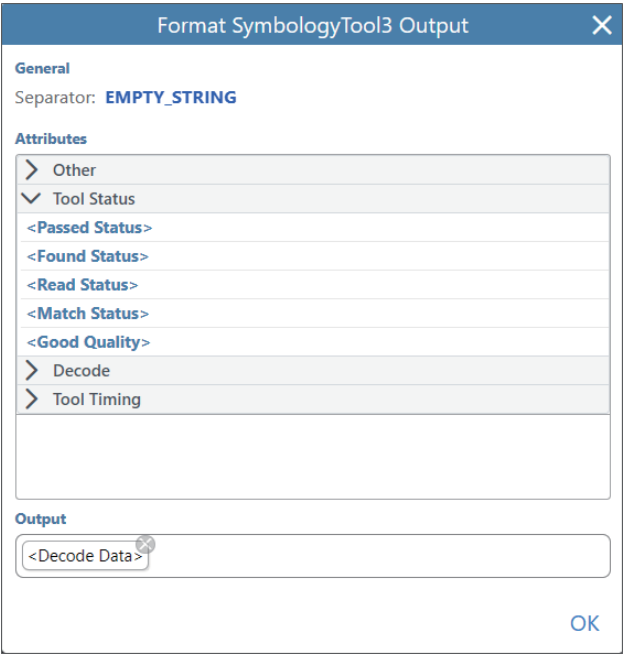 Format SymbologyTool3 Output
General
Separator: EMPTY_STRING
Attributes
Other
Tool Status
<Passed Status>
<Found Status>
<Read Status>
<Match Status>
<Good Quality>
Decode
Tool Timing
Output
<Decode Data>
OK